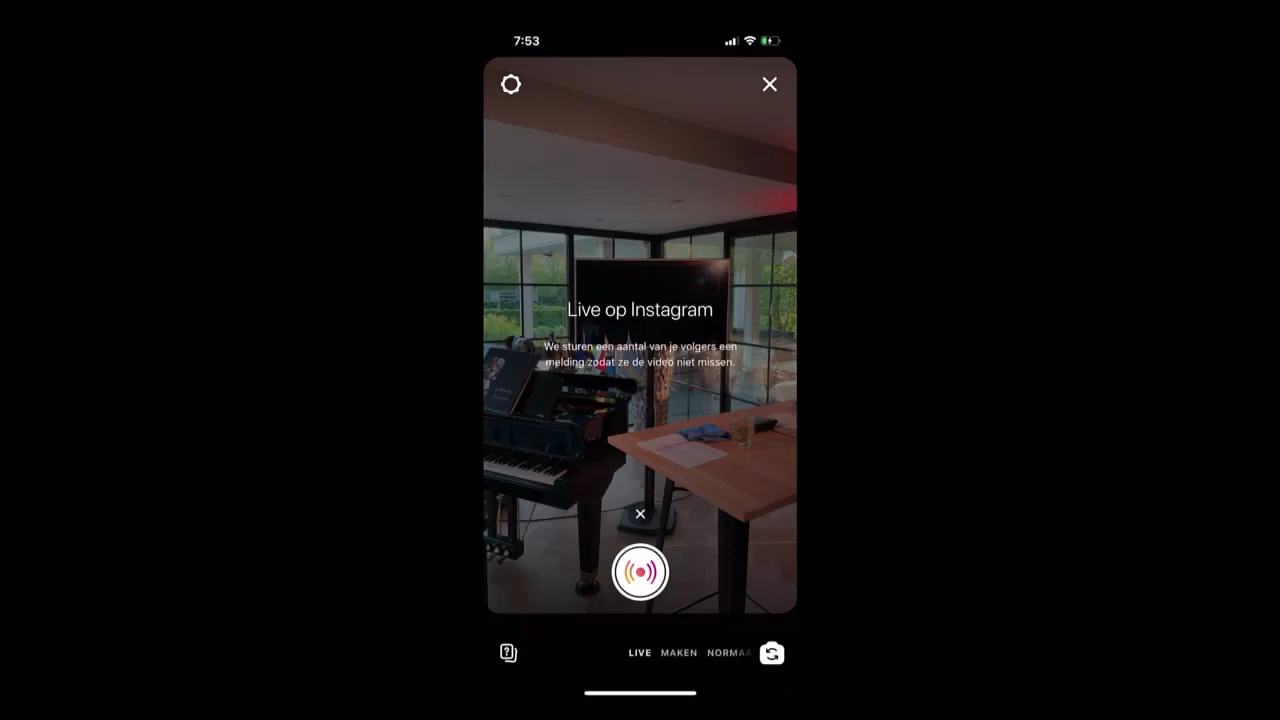 7:53
Live op Instagram
We sturen een aantal van je volgers een
melding zodat ze de video niet missen.
?
LIVE MAKEN NORMAA